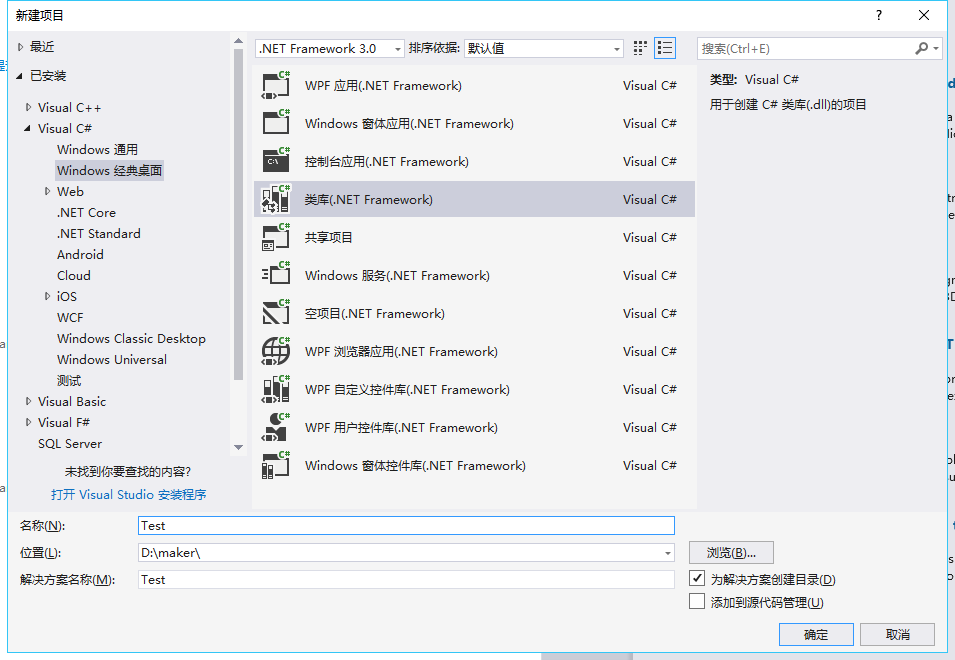 新建项目
?
最近
已安装
Visual C++
Visual C#
Windows 通用
Windows 经典桌面
Web
.NET Core
.NET Standard
Android
Cloud
iOS
WCF
Windows Classic Desktop
Windows Universal
测试
Visual Basic
Visual F#
SQL Server
未找到你要查找的内容?
打开 Visual Studio 安装程序
.NET Framework 3.0 排序依据: 默认值
WPF 应用(.NET Framework) Visual C#
Windows 窗体应用(.NET Framework) Visual C#
控制台应用(.NET Framework) Visual C#
类库(.NET Framework) Visual C#
共享项目 Visual C#
Windows 服务(.NET Framework) Visual C#
空项目(.NET Framework) Visual C#
WPF 浏览器应用(.NET Framework) Visual C#
WPF 自定义控件库(.NET Framework) Visual C#
WPF 用户控件库(.NET Framework) Visual C#
Windows 窗体控件库(.NET Framework) Visual C#
搜索(Ctrl+E)
类型: Visual C#
用于创建 C# 类库(.dll)的项目
名称(N): Test
位置(L): D:\maker\
浏览(B)...
解决方案名称(M): Test
为解决方案创建目录(D)
添加到源代码管理(U)
确定 取消